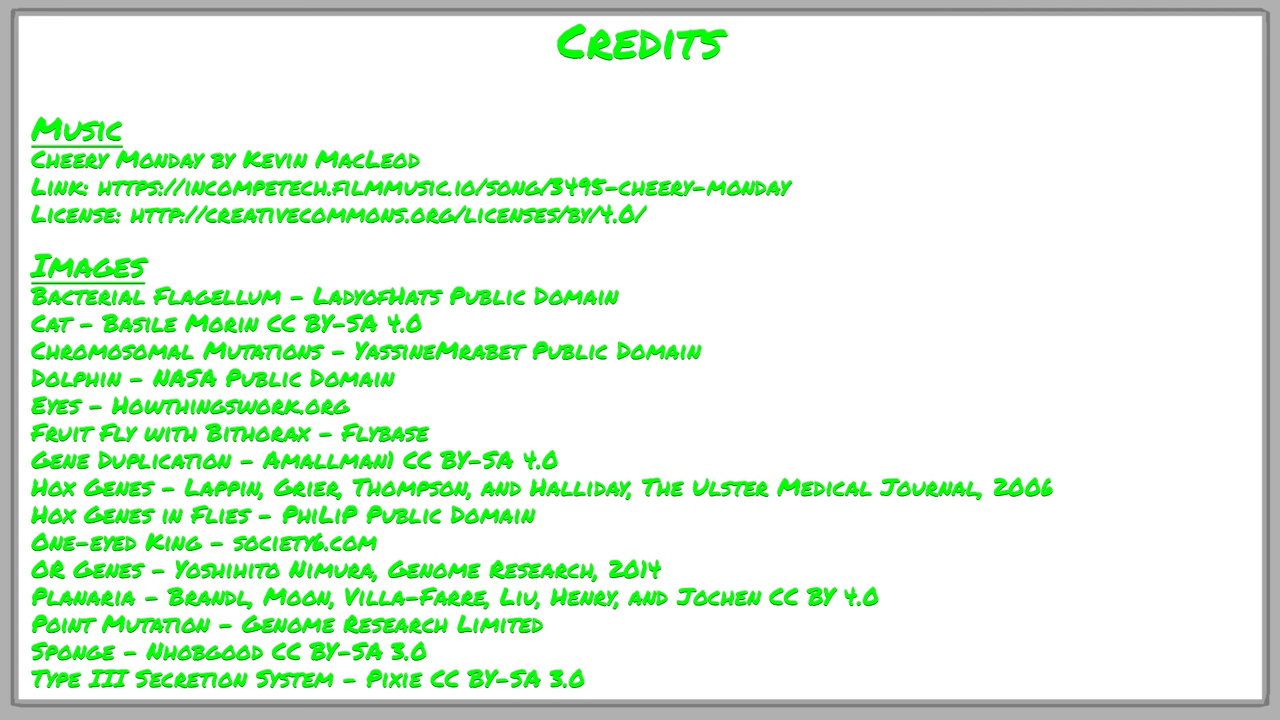 Credits
Music
Cheery Monday by Kevin MacLeod
Link: https://incompetech.filmmusic.io/song/3495-cheery-monday
License: http://creativecommons.org/licenses/by/4.0/
Images
Bacterial Flagellum - LadyofHats Public Domain
Cat - Basile Morin CC BY-SA 4.0
Chromosomal Mutations - YassineMrabet Public Domain
Dolphin - NASA Public Domain
Eyes - Howthingswork.org
Fruit Fly with Bithorax - Flybase
Gene Duplication - Amallman1 CC BY-SA 4.0
Hox Genes - Lappin, Grier, Thompson, and Halliday, The Ulster Medical Journal, 2006
Hox Genes in Flies - PhiLiP Public Domain
One-eyed King - society6.com
OR Genes - Yoshihito Nimura, Genome Research, 2014
Planaria - Brandl, Moon, Villa-Farre, Liu, Henry, and Jochen CC BY 4.0
Point Mutation - Genome Research Limited
Sponge - Nhobgood CC BY-SA 3.0
Type III Secretion System - Pixie CC BY-SA 3.0